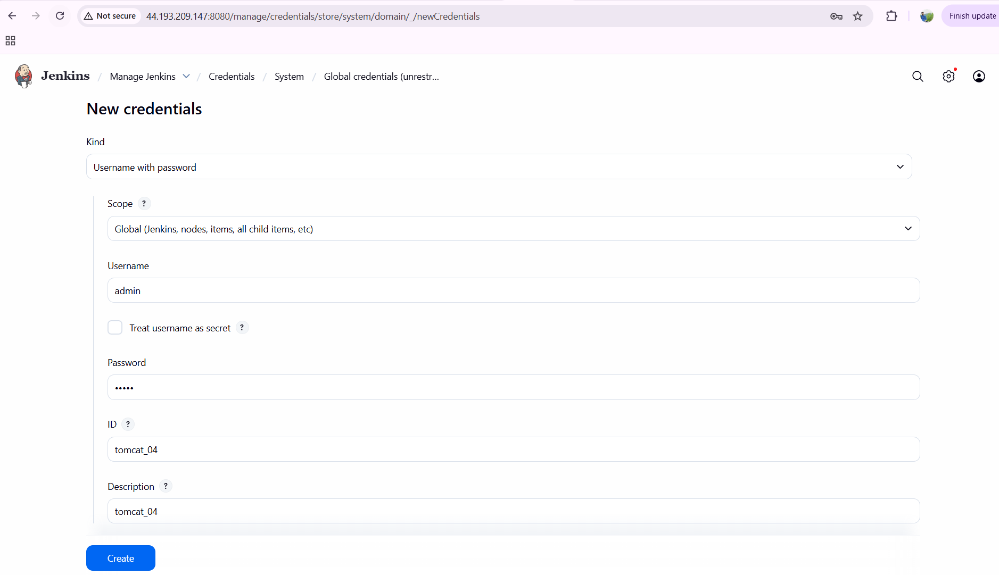 Not secure 44.193.209.147:8080/manage/credentials/store/system/domain/_/newCredentials Finish update
Jenkins / Manage Jenkins / Credentials / System / Global credentials (unrestr...
New credentials
Kind
Username with password
Scope ?
Global (Jenkins, nodes, items, all child items, etc)
Username
admin
Treat username as secret ?
Password
•••••
ID ?
tomcat_04
Description ?
tomcat_04
Create